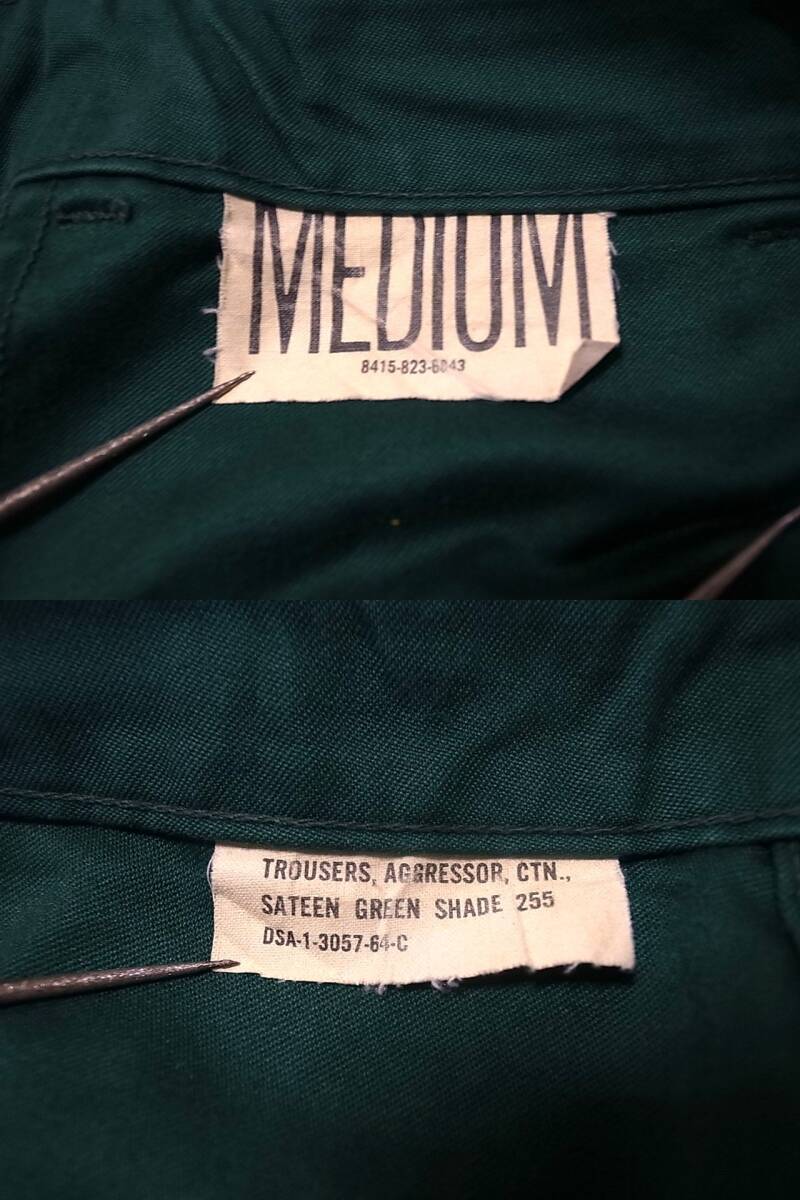 MEDIUM
8415-823-6043
TROUSERS, AGGRESSOR, CTN.,
SATEEN GREEN SHADE 255
DSA-1-3057-64-C